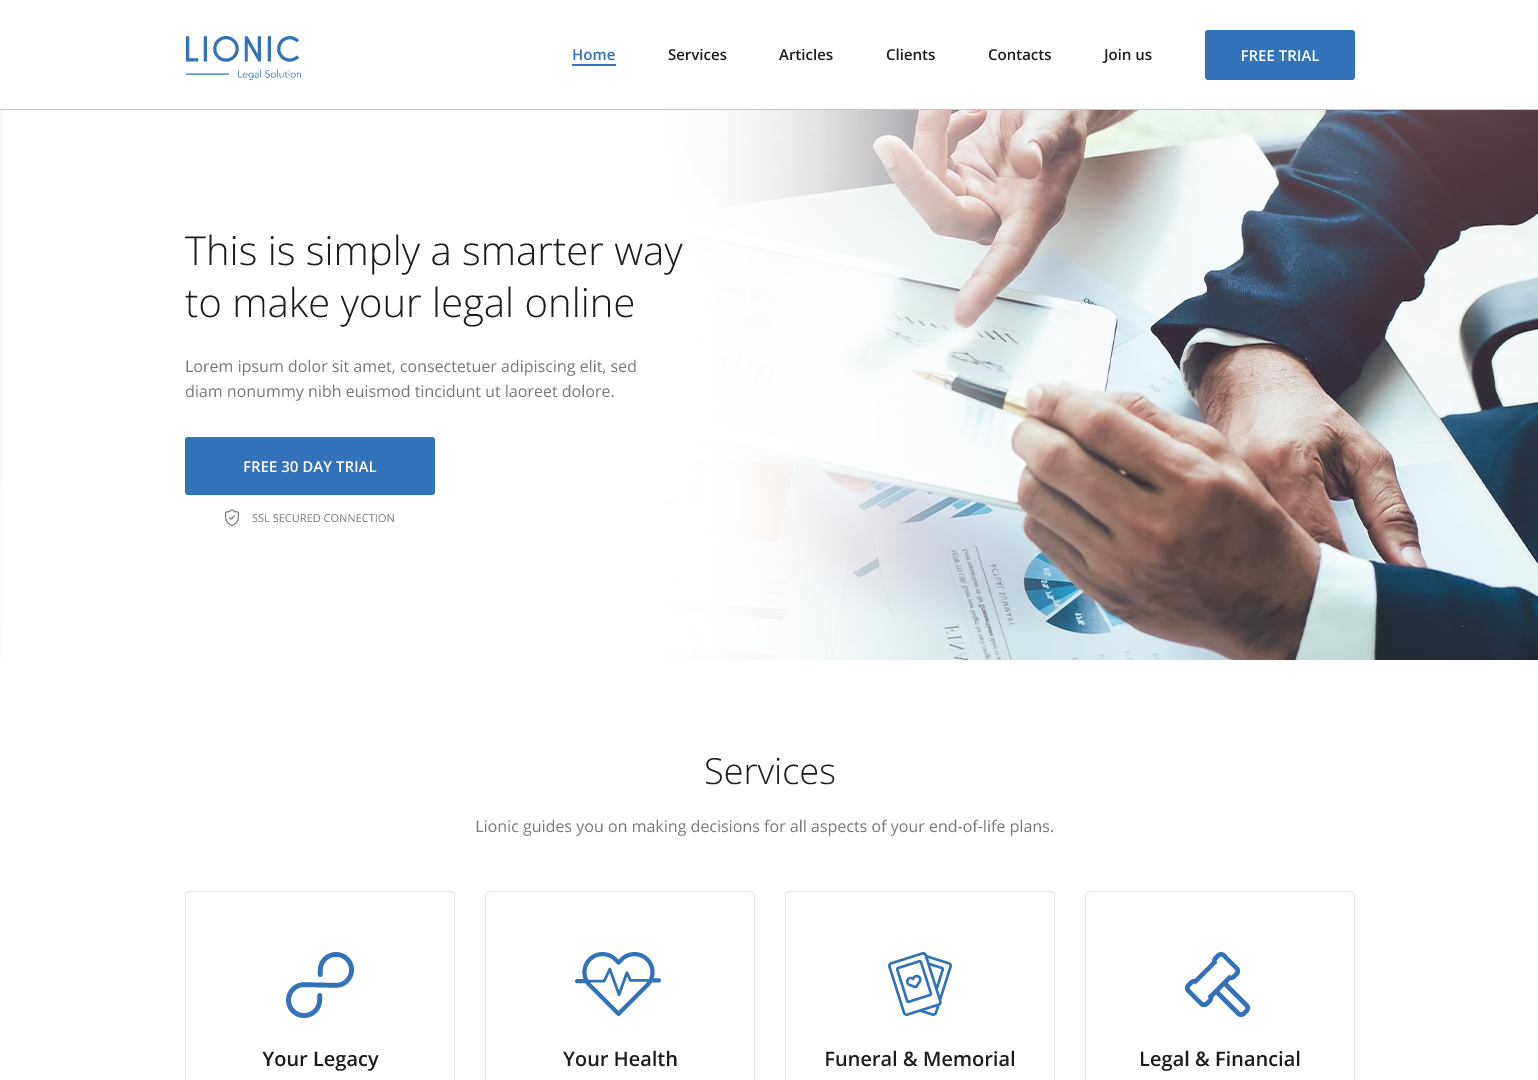 LIONIC
Legal Solution
Home
Services
Articles
Clients
Contacts
Join us
FREE TRIAL
This is simply a smarter way
to make your legal online
Lorem ipsum dolor sit amet, consectetuer adipiscing elit, sed
diam nonummy nibh euismod tincidunt ut laoreet dolore.
FREE 30 DAY TRIAL
SSL SECURED CONNECTION
Services
Lionic guides you on making decisions for all aspects of your end-of-life plans.
Your Legacy
Your Health
Funeral & Memorial
Legal & Financial